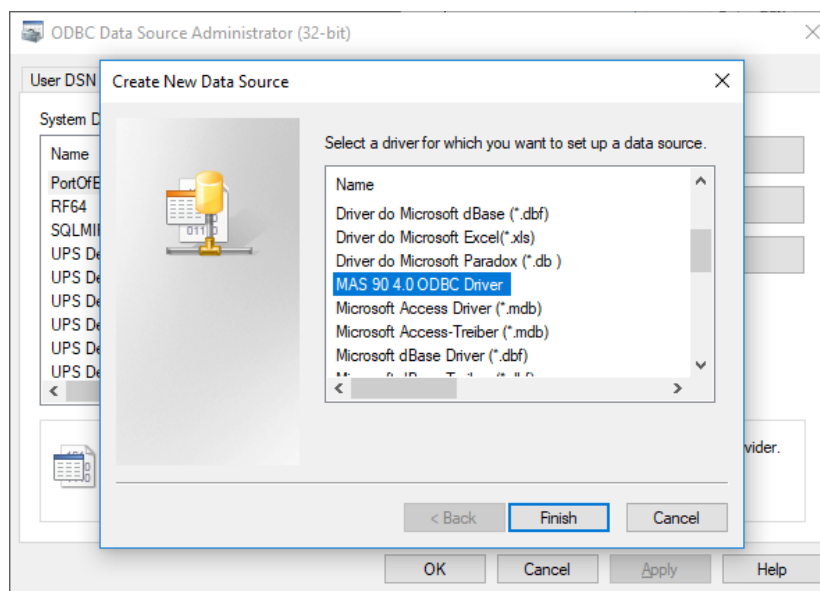 ODBC Data Source Administrator (32-bit)
User DSN
Create New Data Source
System D
Name
PortOfE
RF64
SQLMI
UPS De
UPS De
UPS De
UPS De
UPS De
UPS De
Select a driver for which you want to set up a data source.
Name
Driver do Microsoft dBase (*.dbf)
Driver do Microsoft Excel(*.xls)
Driver do Microsoft Paradox (*.db )
MAS 90 4.0 ODBC Driver
Microsoft Access Driver (*.mdb)
Microsoft Access-Treiber (*.mdb)
Microsoft dBase Driver (*.dbf)
vider.
< Back
Finish
Cancel
OK
Cancel
Apply
Help